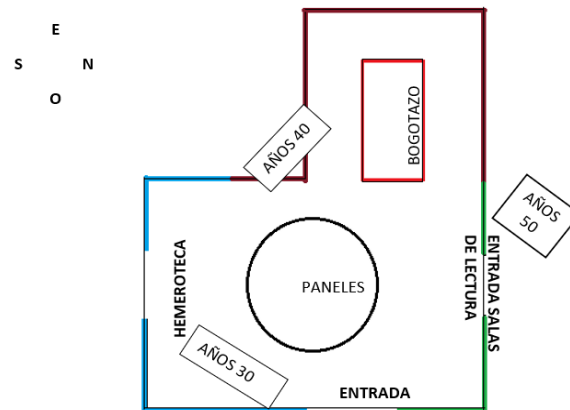 E
S N
O
AÑOS 40
BOGOTAZO
AÑOS
50
HEMEROTECA
PANELES
ENTRADA SALAS
DE LECTURA
AÑOS 30
ENTRADA